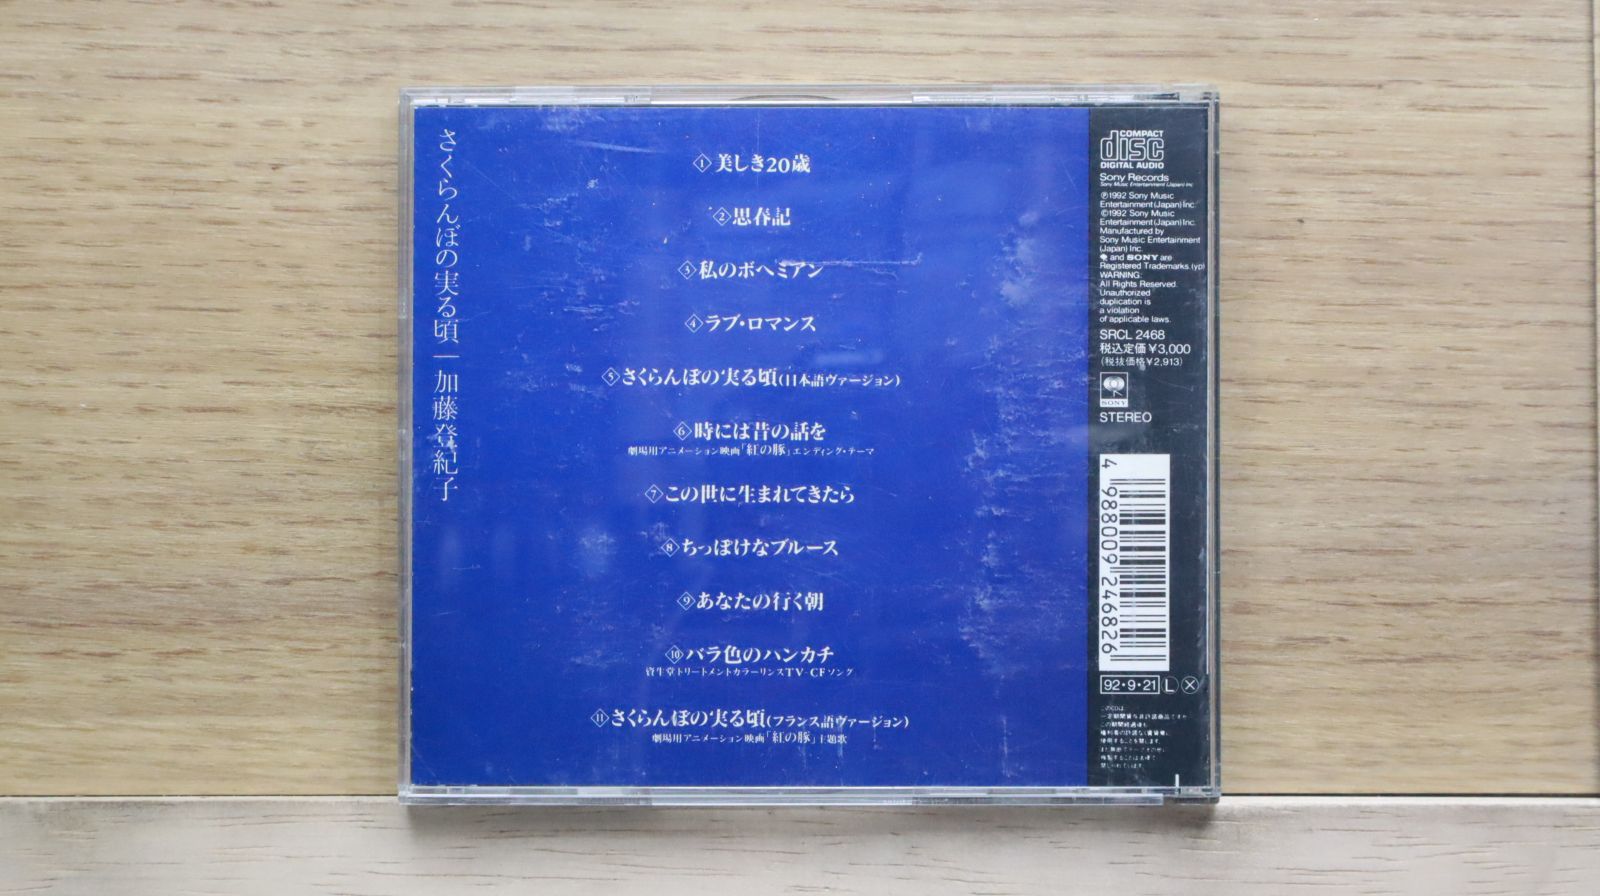 さくらんぼの実る頃｜加藤登紀子
1 美しき20歳
2 思春記
3 私のボヘミアン
4 ラブ・ロマンス
5 さくらんぼの実る頃(日本語ヴァージョン)
6 時には昔の話を
劇場用アニメーション映画「紅の豚」エンディング・テーマ
7 この世に生まれてきたら
8 ちっぽけなブルース
9 あなたの行く朝
10 バラ色のハンカチ
資生堂トリートメントカラーリンスTV-CFソング
11 さくらんぼの実る頃(フランス語ヴァージョン)
劇場用アニメーション映画「紅の豚」主題歌
COMPACT
disc
DIGITAL AUDIO
Sony Records
Sony Music Entertainment (Japan) Inc.
Ⓟ1992 Sony Music
Entertainment (Japan) Inc.
©1992 Sony Music
Entertainment (Japan) Inc.
Manufactured by
Sony Music Entertainment
(Japan) Inc.
and SONY are
Registered Trademarks. (yp)
WARNING:
All Rights Reserved.
Unauthorized
duplication is
a violation
of applicable laws.
SRCL 2468
税込定価¥3,000
(税抜価格¥2,913)
SONY
STEREO
4 988009 246826
92・9・21 L X
このCDは、